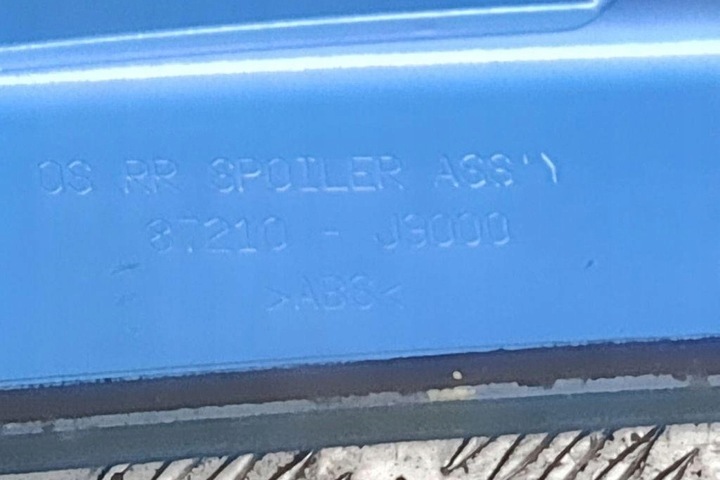 OS RR SPOILER ASS'Y
87210 - J9000
>ABS<